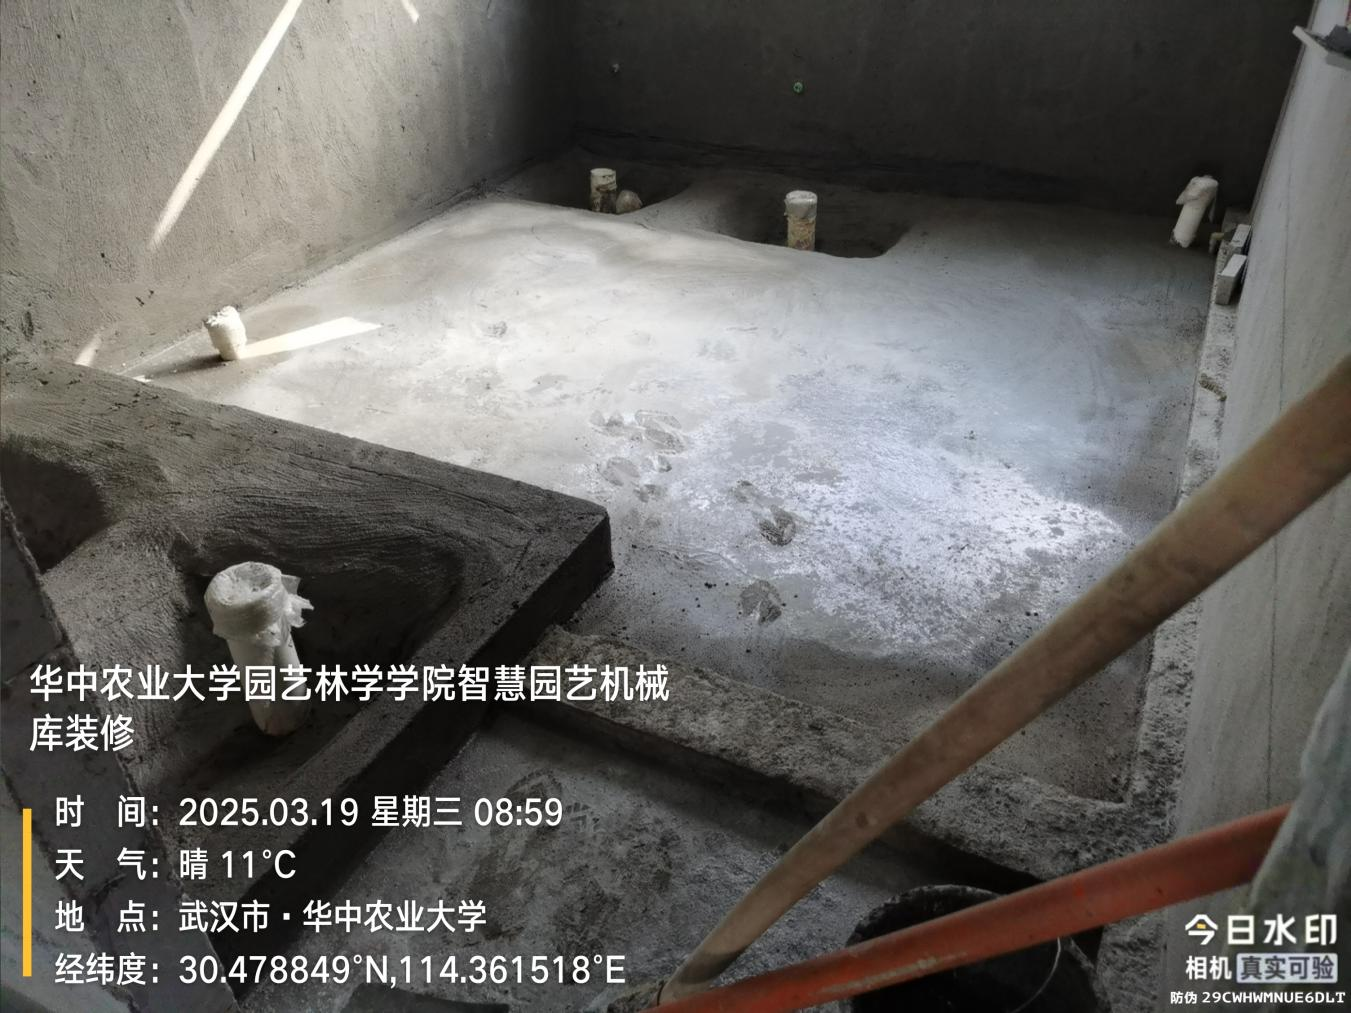 华中农业大学园艺林学学院智慧园艺机械
库装修
时 间：2025.03.19 星期三 08:59
天 气：晴 11°C
地 点：武汉市·华中农业大学
经纬度：30.478849°N,114.361518°E
今日水印
相机 真实可验
防伪 29CWHWMNUE6DLT